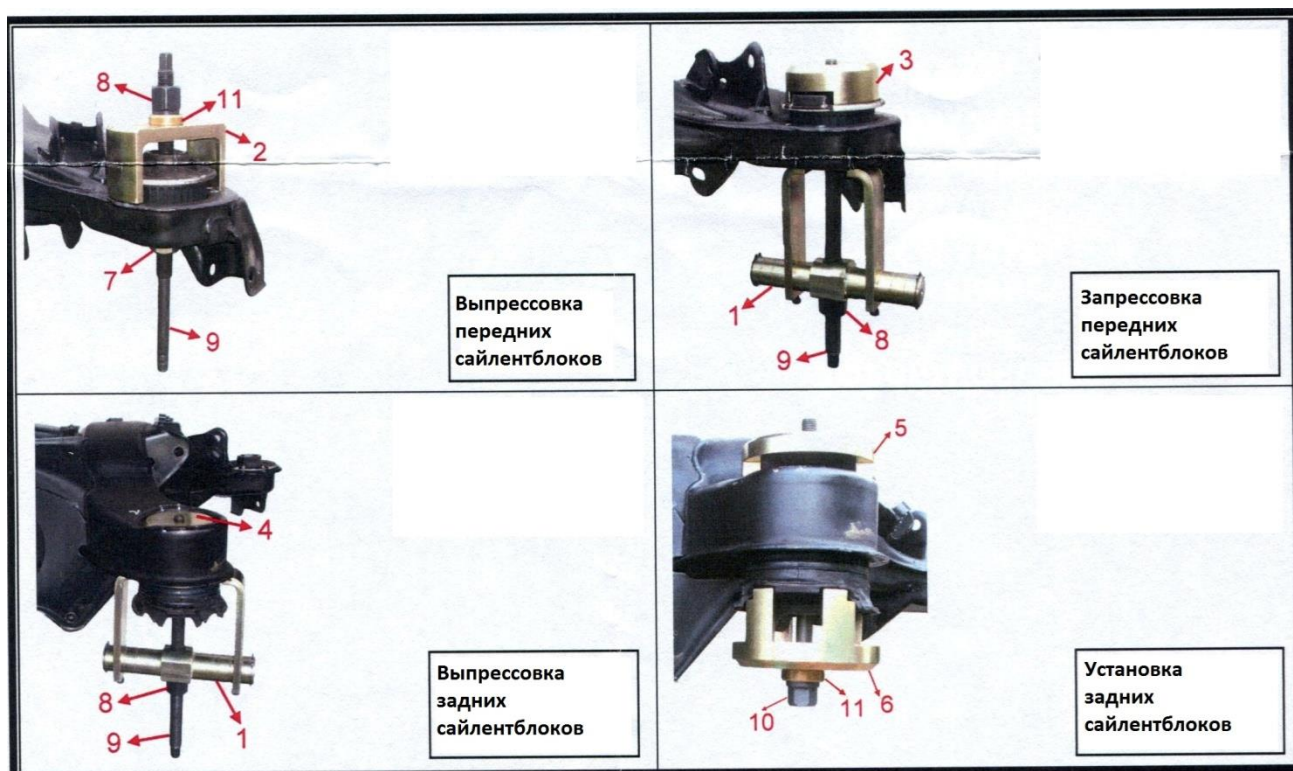 8
11
2
7
9
Выпрессовка
передних
сайлентблоков
3
1
8
9
Запрессовка
передних
сайлентблоков
4
8
1
9
Выпрессовка
задних
сайлентблоков
5
10
11
6
Установка
задних
сайлентблоков